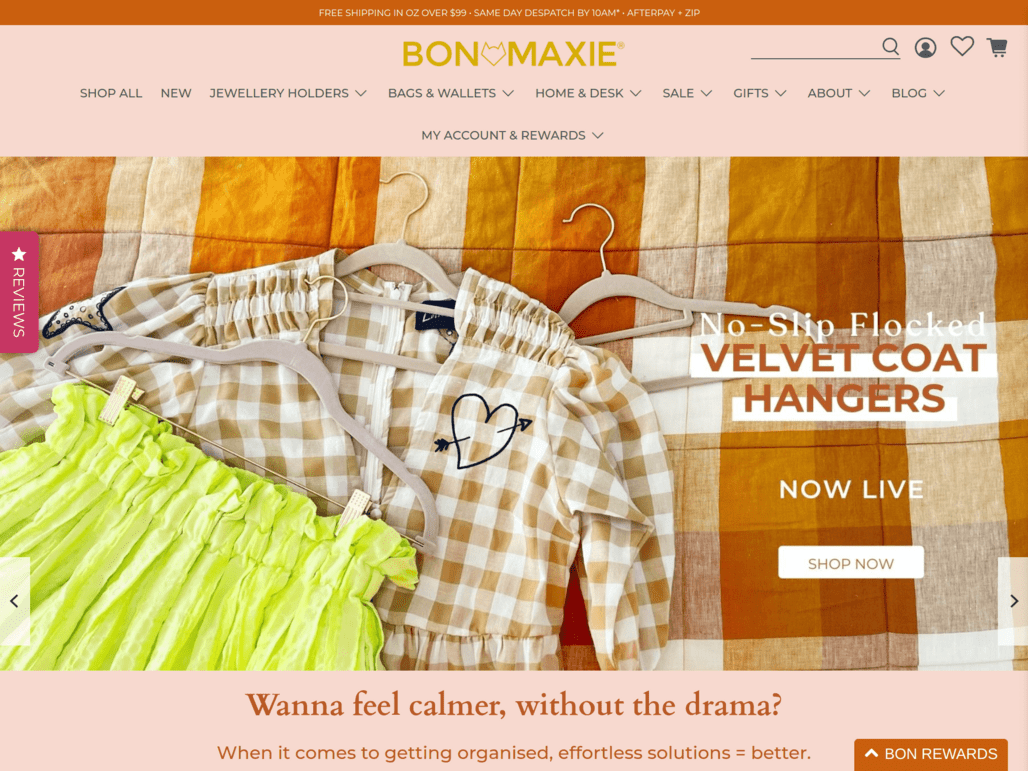 FREE SHIPPING IN OZ OVER $99 • SAME DAY DESPATCH BY 10AM* • AFTERPAY + ZIP
BON MAXIE®
SHOP ALL NEW JEWELLERY HOLDERS BAGS & WALLETS HOME & DESK SALE GIFTS ABOUT BLOG
MY ACCOUNT & REWARDS
REVIEWS
No-Slip Flocked
VELVET COAT
HANGERS
NOW LIVE
SHOP NOW
Wanna feel calmer, without the drama?
When it comes to getting organised, effortless solutions = better.
BON REWARDS